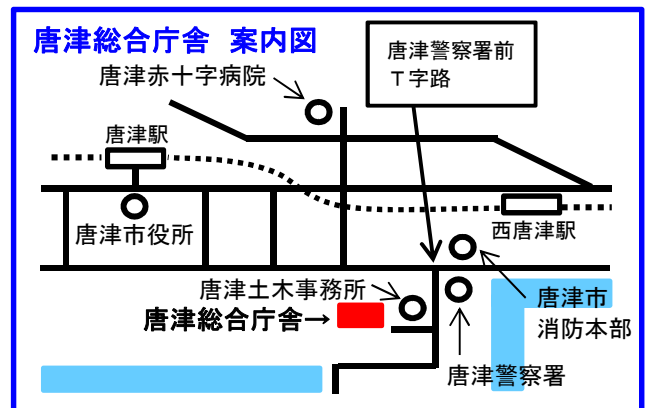 唐津総合庁舎 案内図
唐津警察署前
T字路
唐津赤十字病院
唐津駅
唐津市役所
西唐津駅
唐津土木事務所
唐津総合庁舎→
唐津市
消防本部
唐津警察署